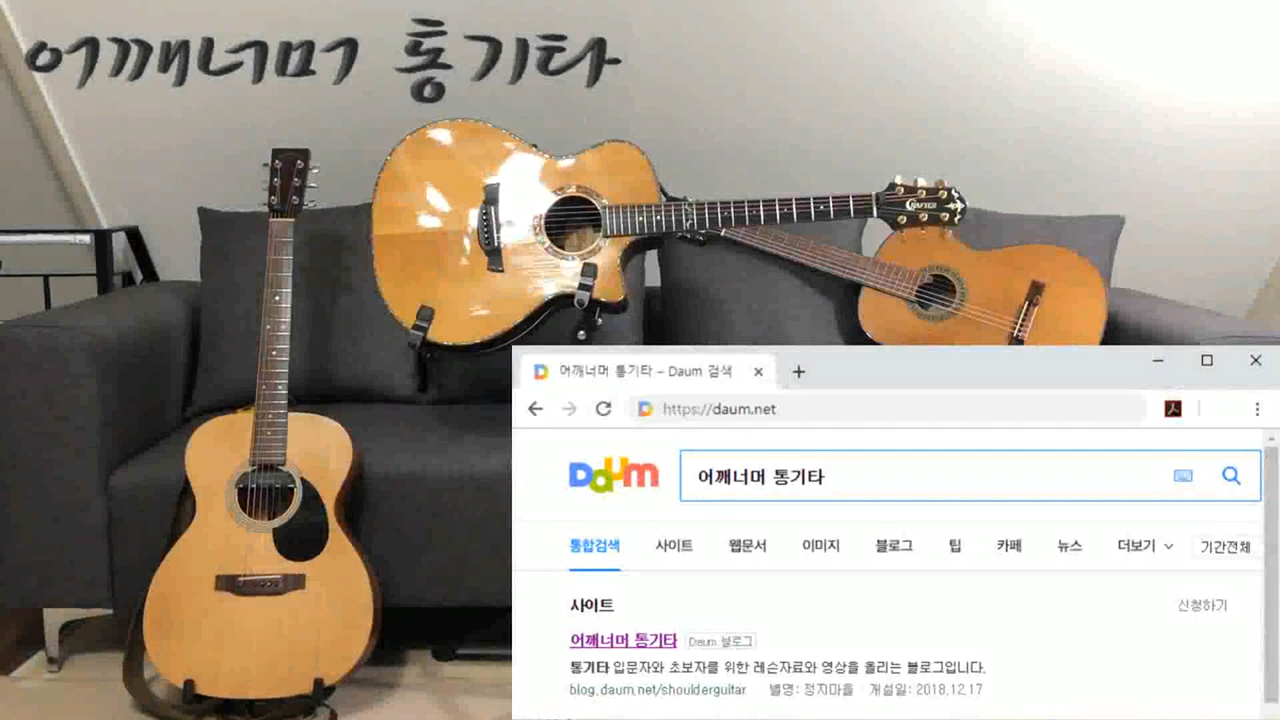 어깨너머 통기타
CRAFTER
어깨너머 통기타 – Daum 검색
https://daum.net
Daum
어깨너머 통기타
통합검색 사이트 웹문서 이미지 블로그 팁 카페 뉴스 더보기 기간전체
사이트
신청하기
어깨너머 통기타 Daum 블로그
통기타 입문자와 초보자를 위한 레슨자료와 영상을 올리는 블로그입니다.
blog.daum.net/shoulderguitar 별명: 정지마을 개설일: 2018.12.17